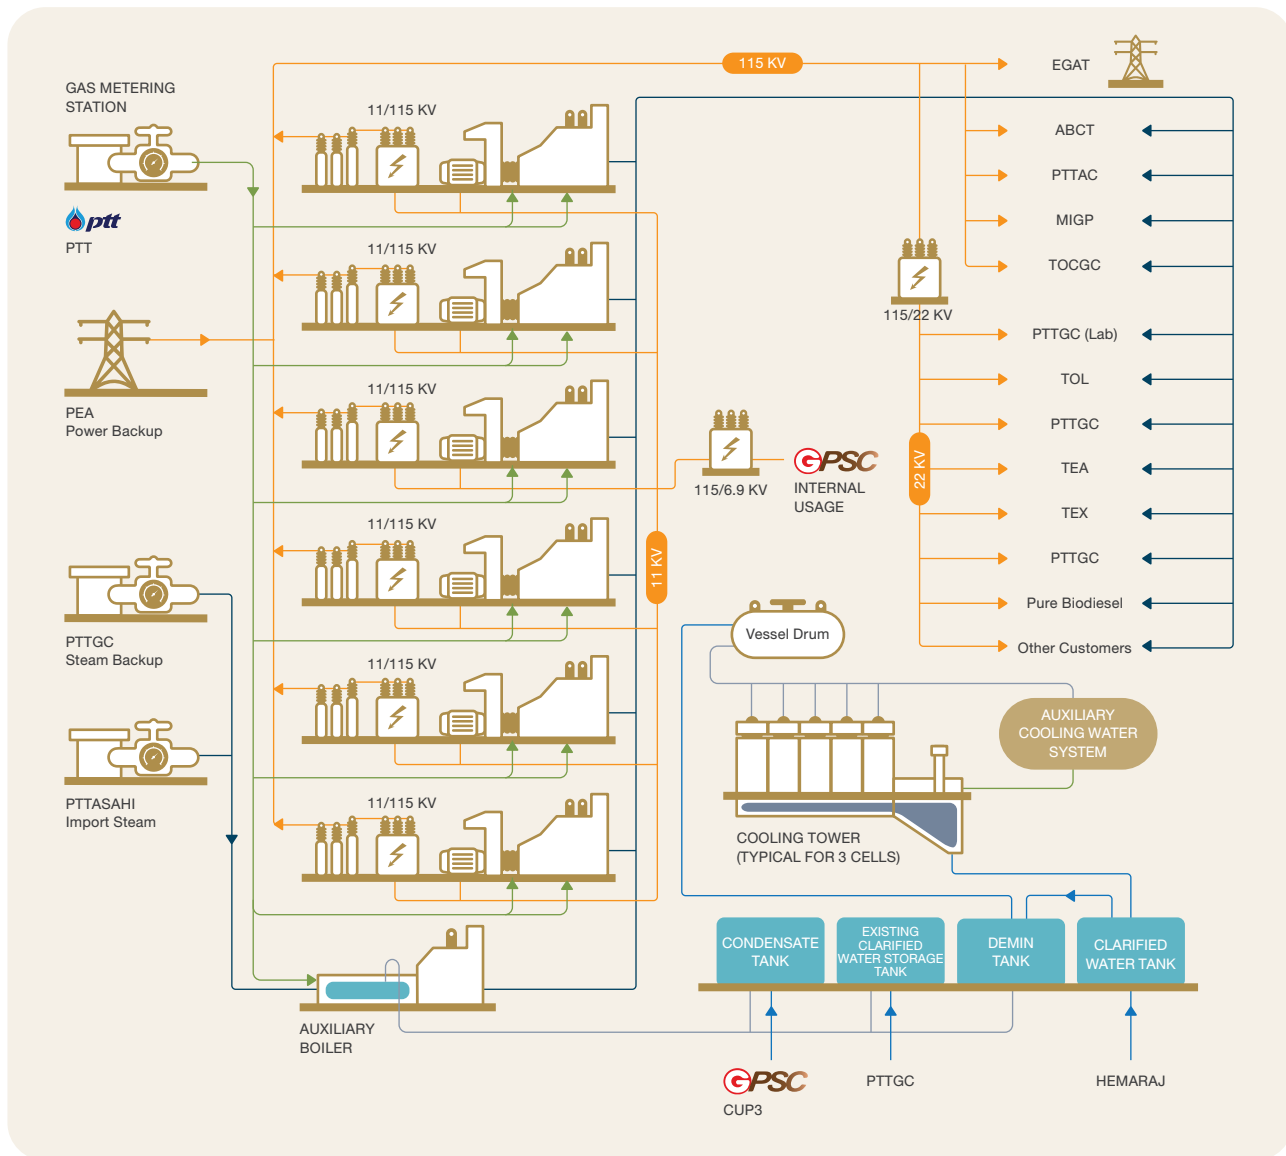 115 KV
EGAT
GAS METERING
STATION
ptt
PTT
11/115 KV
ABCT
PTTAC
MIGP
TOCGC
11/115 KV
115/22 KV
PEA
Power Backup
11/115 KV
PTTGC (Lab)
TOL
PTTGC
TEA
TEX
PTTGC
Pure Biodiesel
Other Customers
22 KV
115/6.9 KV
GPSC
INTERNAL
USAGE
11/115 KV
11 KV
PTTGC
Steam Backup
11/115 KV
PTTASAHI
Import Steam
11/115 KV
Vessel Drum
AUXILIARY
COOLING WATER
SYSTEM
COOLING TOWER
(TYPICAL FOR 3 CELLS)
CONDENSATE
TANK
EXISTING
CLARIFIED
WATER STORAGE
TANK
DEMIN
TANK
CLARIFIED
WATER TANK
AUXILIARY
BOILER
GPSC
CUP3
PTTGC
HEMARAJ